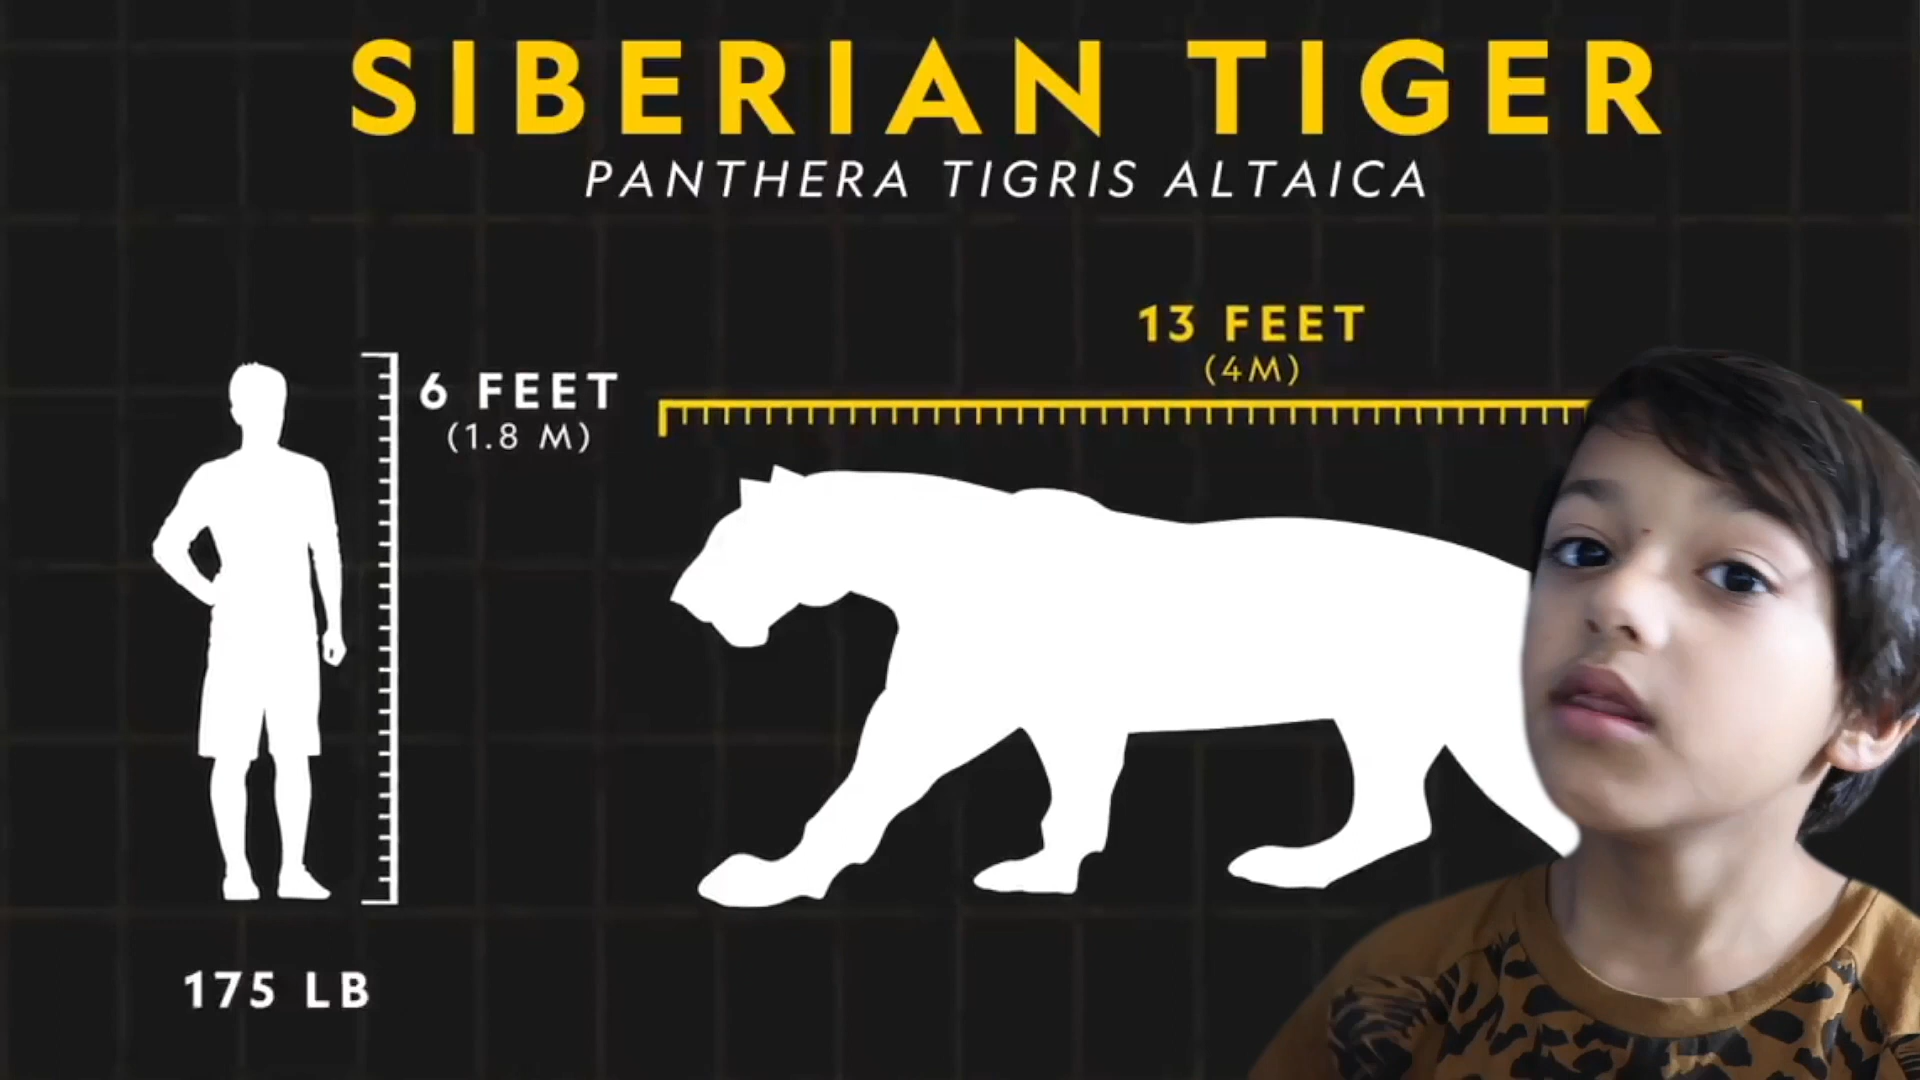 SIBERIAN TIGER
PANTHERA TIGRIS ALTAICA
13 FEET
(4M)
6 FEET
(1.8 M)
175 LB